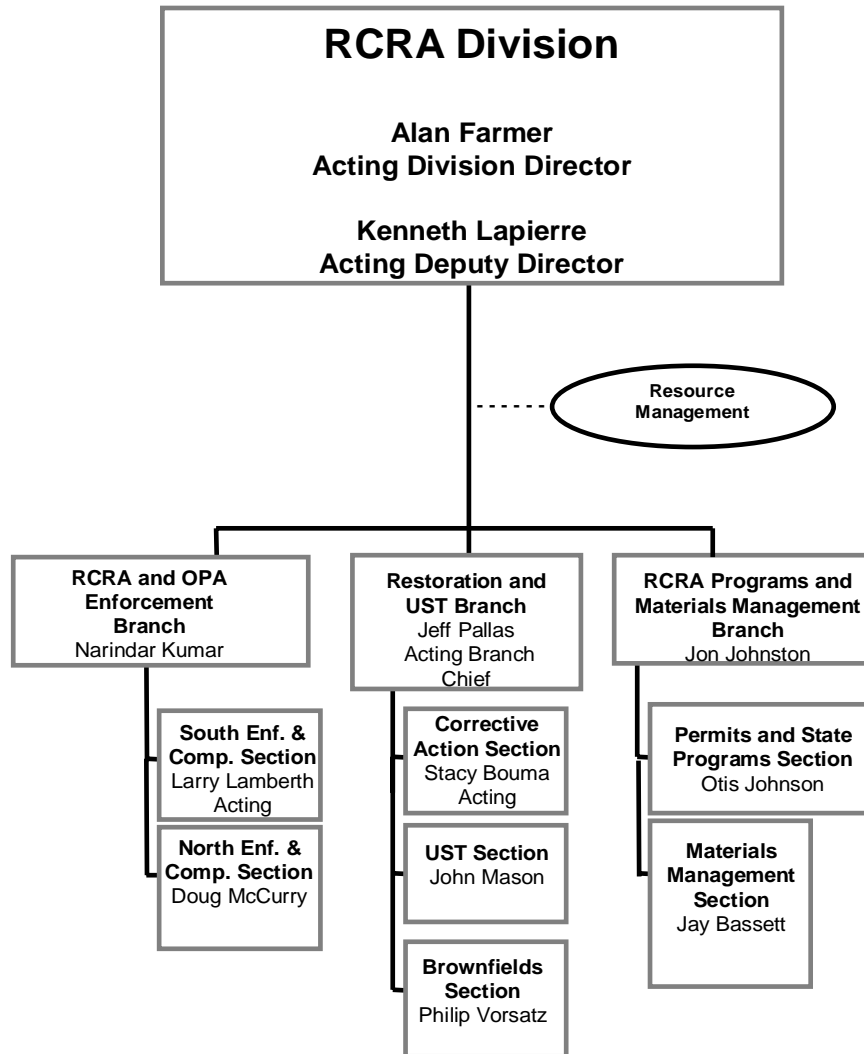 RCRA Division
Alan Farmer
Acting Division Director
Kenneth Lapierre
Acting Deputy Director
Resource
Management
RCRA and OPA
Enforcement
Branch
Narindar Kumar
South Enf. &
Comp. Section
Larry Lamberth
Acting
North Enf. &
Comp. Section
Doug McCurry
Restoration and
UST Branch
Jeff Pallas
Acting Branch
Chief
Corrective
Action Section
Stacy Bouma
Acting
UST Section
John Mason
Brownfields
Section
Philip Vorsatz
RCRA Programs and
Materials Management
Branch
Jon Johnston
Permits and State
Programs Section
Otis Johnson
Materials
Management
Section
Jay Bassett